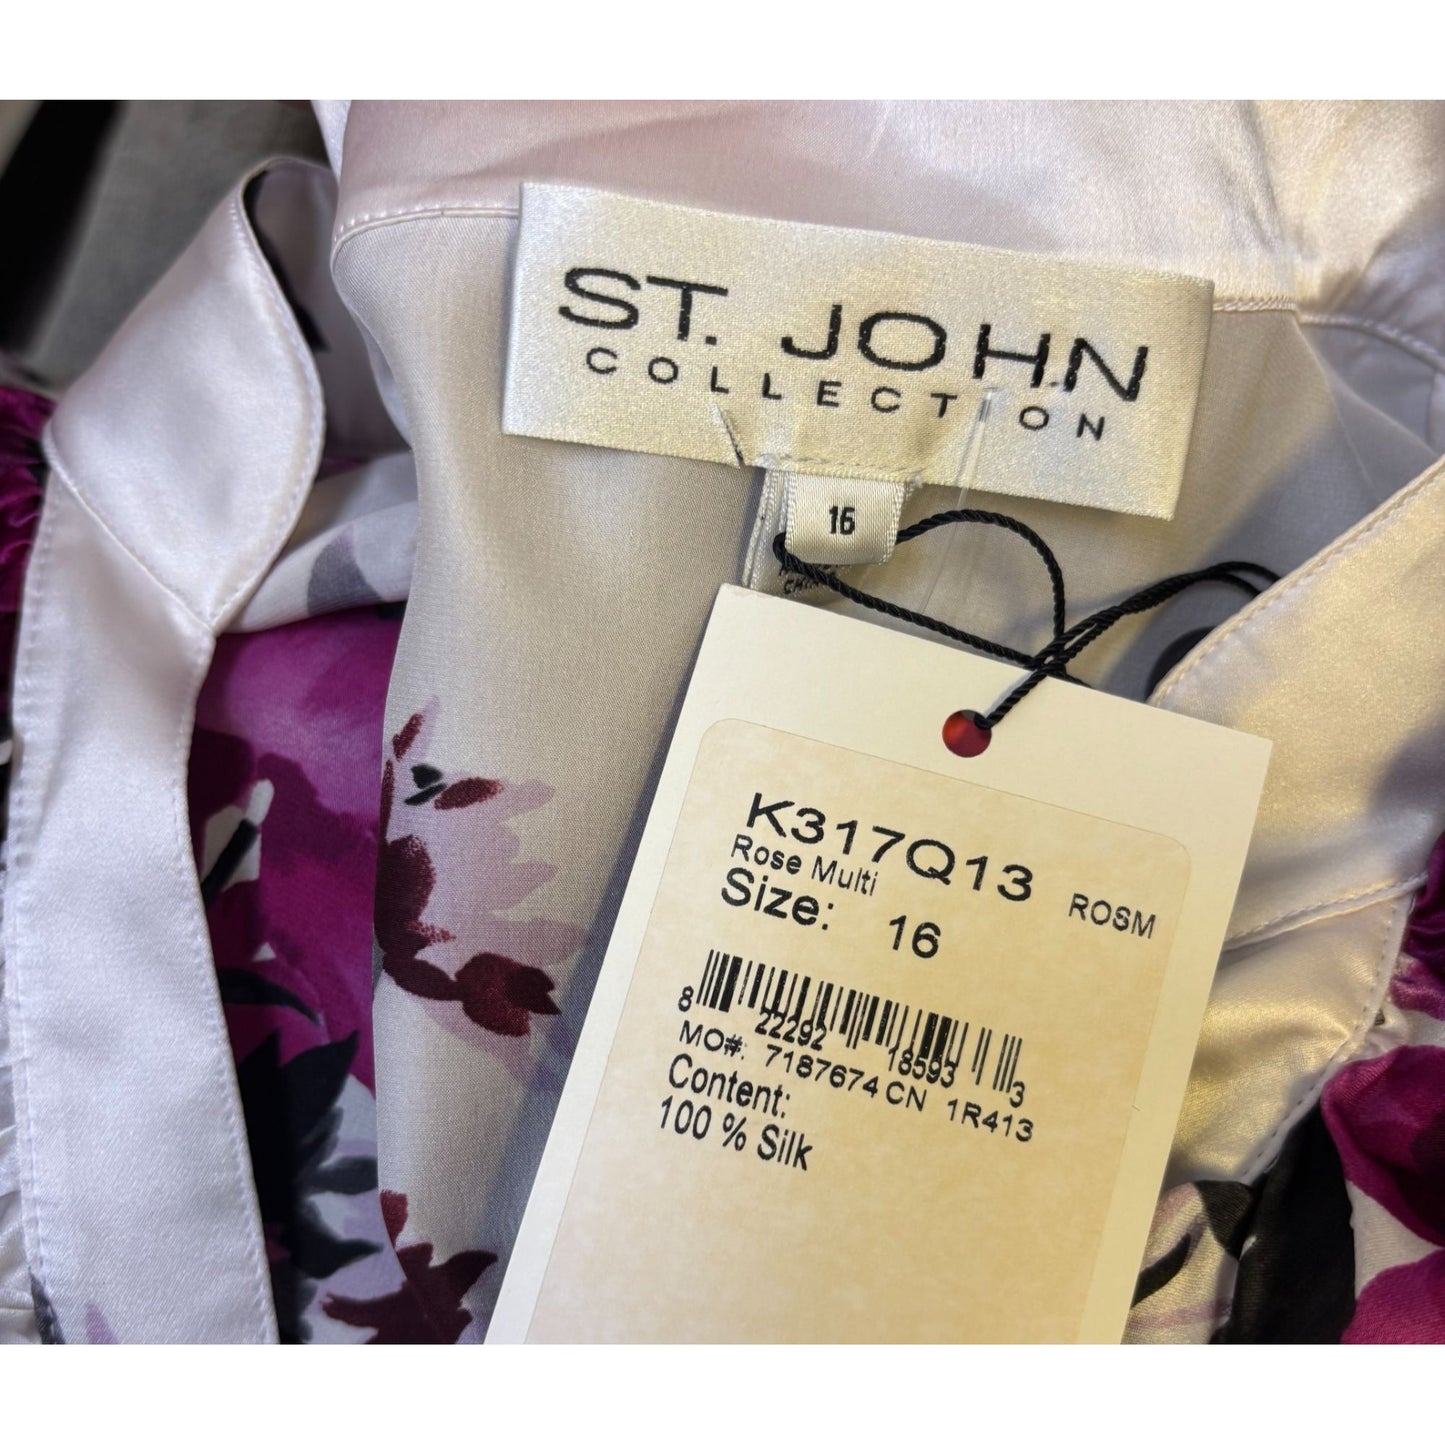 ST. JOHN
COLLECTION
16
K317Q13 ROSM
Rose Multi
Size: 16
8 22292 18593 3
MO#: 7187674 CN 1R413
Content:
100 % Silk